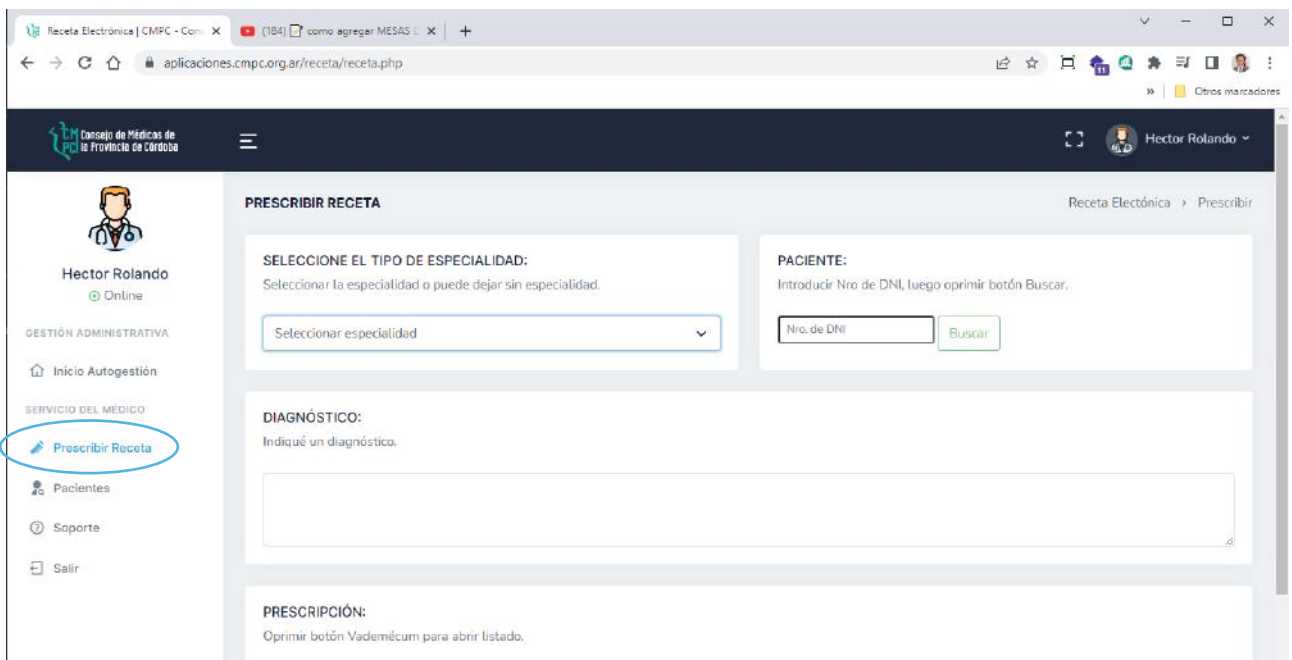 Receta Electrónica | CMPC - Con
(184) como agregar MESAS
aplicaciones.cmpc.org.ar/receta/receta.php
11
Otros marcadores
CM
PC
Consejo de Médicos de
la Provincia de Córdoba
Hector Rolando
PRESCRIBIR RECETA
Receta Electónica > Prescribir
Hector Rolando
Online
GESTIÓN ADMINISTRATIVA
Inicio Autogestión
SERVICIO DEL MÉDICO
Prescribir Receta
Pacientes
Soporte
Salir
SELECCIONE EL TIPO DE ESPECIALIDAD:
Seleccionar la especialidad o puede dejar sin especialidad.
Seleccionar especialidad
PACIENTE:
Introducir Nro de DNI, luego oprimir botón Buscar.
Nro. de DNI
Buscar
DIAGNÓSTICO:
Indiqué un diagnóstico.
PRESCRIPCIÓN:
Oprimir botón Vademécum para abrir listado.